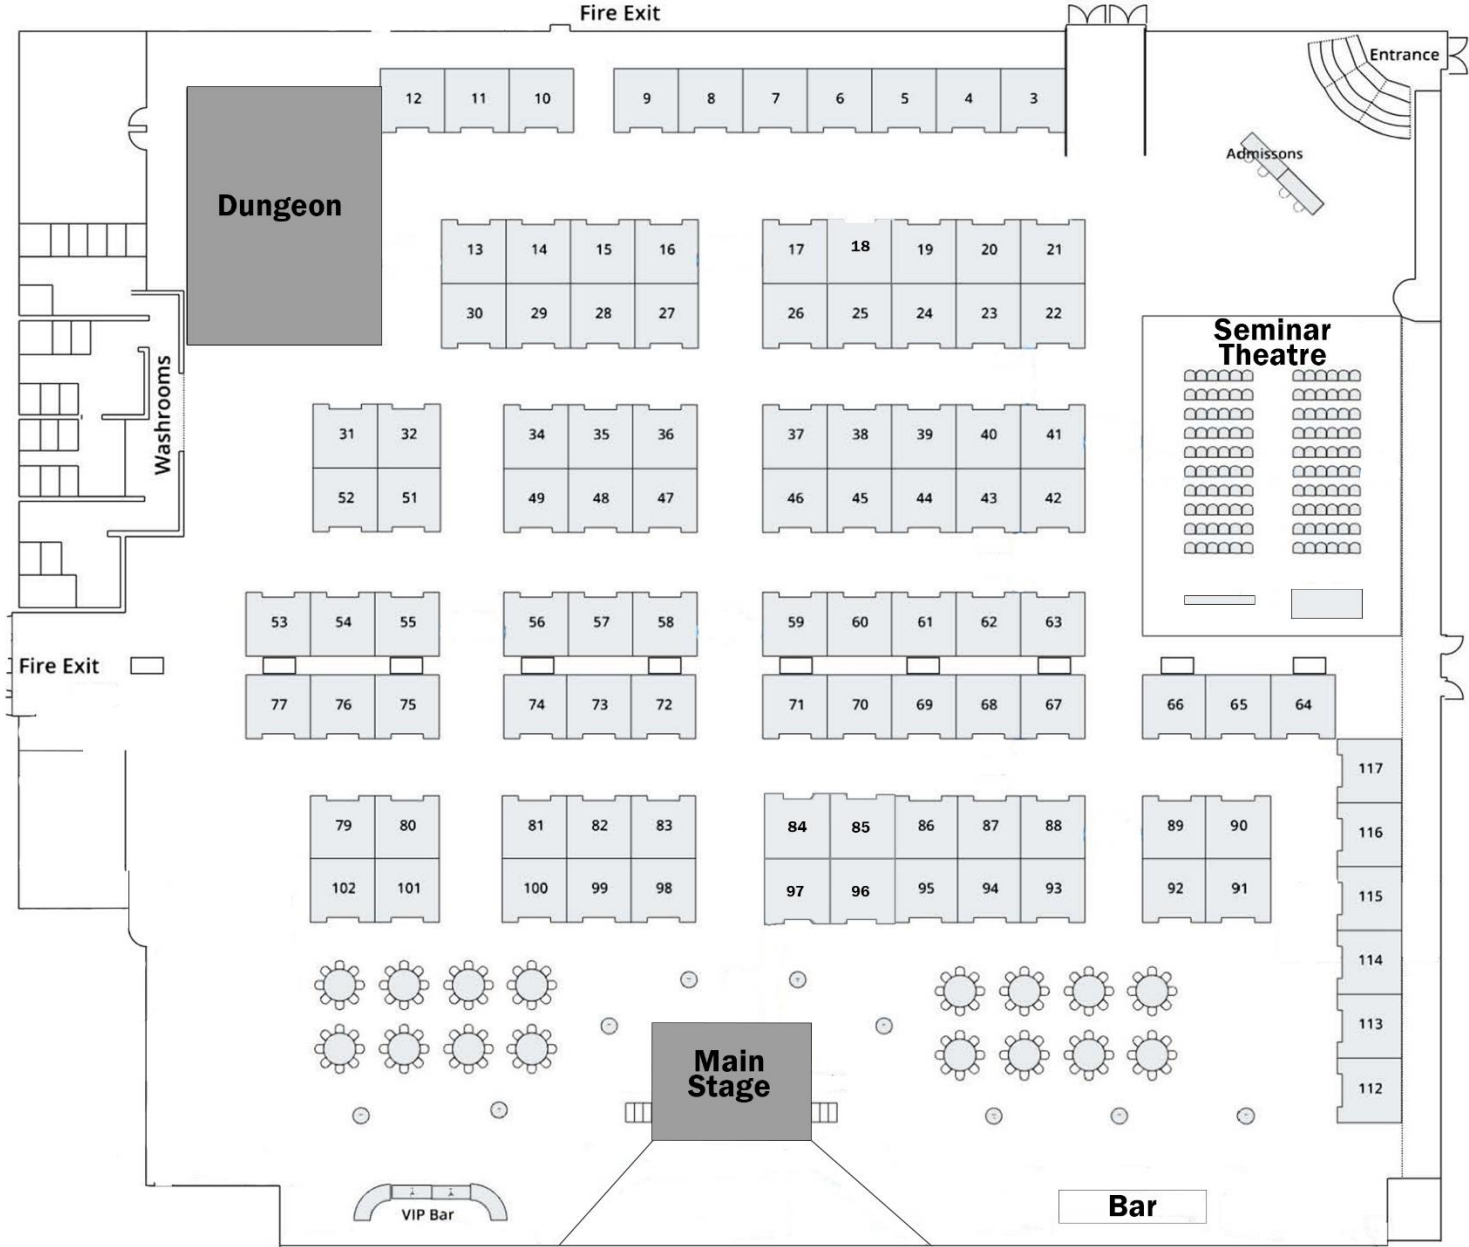 Fire Exit
Entrance
12 11 10 9 8 7 6 5 4 3
Admissons
Dungeon
13 14 15 16 17 18 19 20 21
30 29 28 27 26 25 24 23 22
Seminar
Theatre
Washrooms
31 32 34 35 36 37 38 39 40 41
52 51 49 48 47 46 45 44 43 42
53 54 55 56 57 58 59 60 61 62 63
Fire Exit
77 76 75 74 73 72 71 70 69 68 67 66 65 64
117
79 80 81 82 83 84 85 86 87 88 89 90 116
102 101 100 99 98 97 96 95 94 93 92 91 115
114
113
Main
Stage
112
VIP Bar
Bar